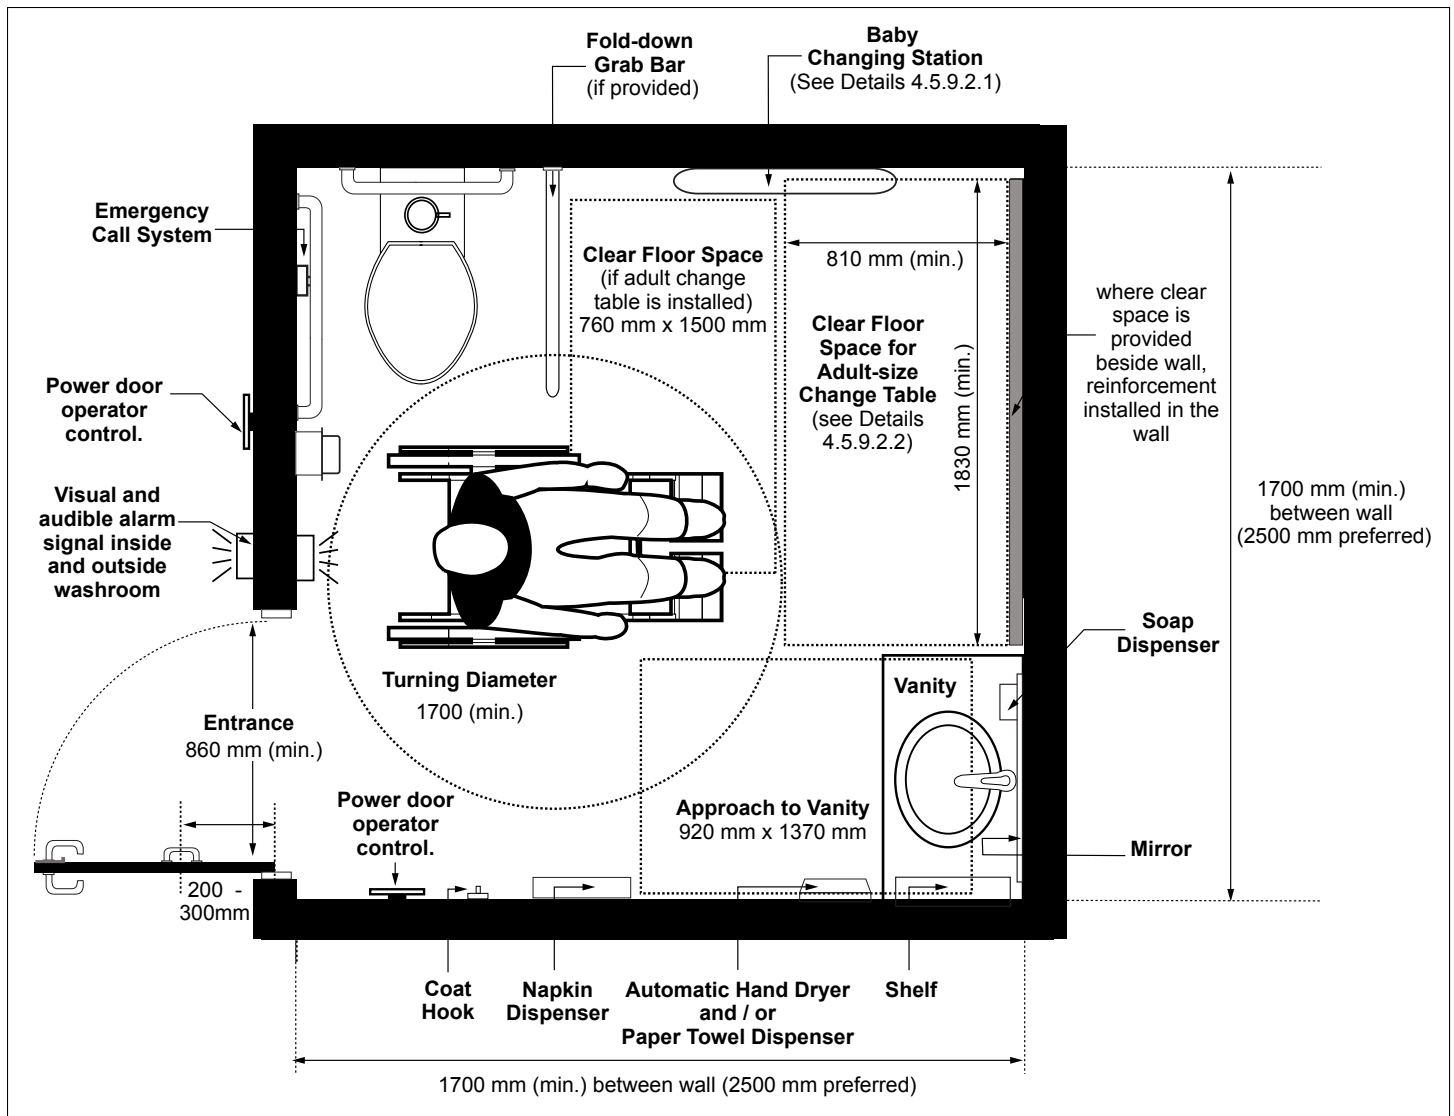 Fold-down
Grab Bar
(if provided)
Baby
Changing Station
(See Details 4.5.9.2.1)
Emergency
Call System
Clear Floor Space
(if adult change
table is installed)
760 mm x 1500 mm
810 mm (min.)
Clear Floor
Space for
Adult-size
Change Table
(see Details
4.5.9.2.2)
1830 mm (min.)
where clear
space is
provided
beside wall,
reinforcement
installed in the
wall
Power door
operator
control.
Visual and
audible alarm
signal inside
and outside
washroom
1700 mm (min.)
between wall
(2500 mm preferred)
Soap
Dispenser
Turning Diameter
1700 (min.)
Vanity
Entrance
860 mm (min.)
Power door
operator
control.
Approach to Vanity
920 mm x 1370 mm
Mirror
200 -
300mm
Coat
Hook
Napkin
Dispenser
Automatic Hand Dryer
and / or
Paper Towel Dispenser
Shelf
1700 mm (min.) between wall (2500 mm preferred)